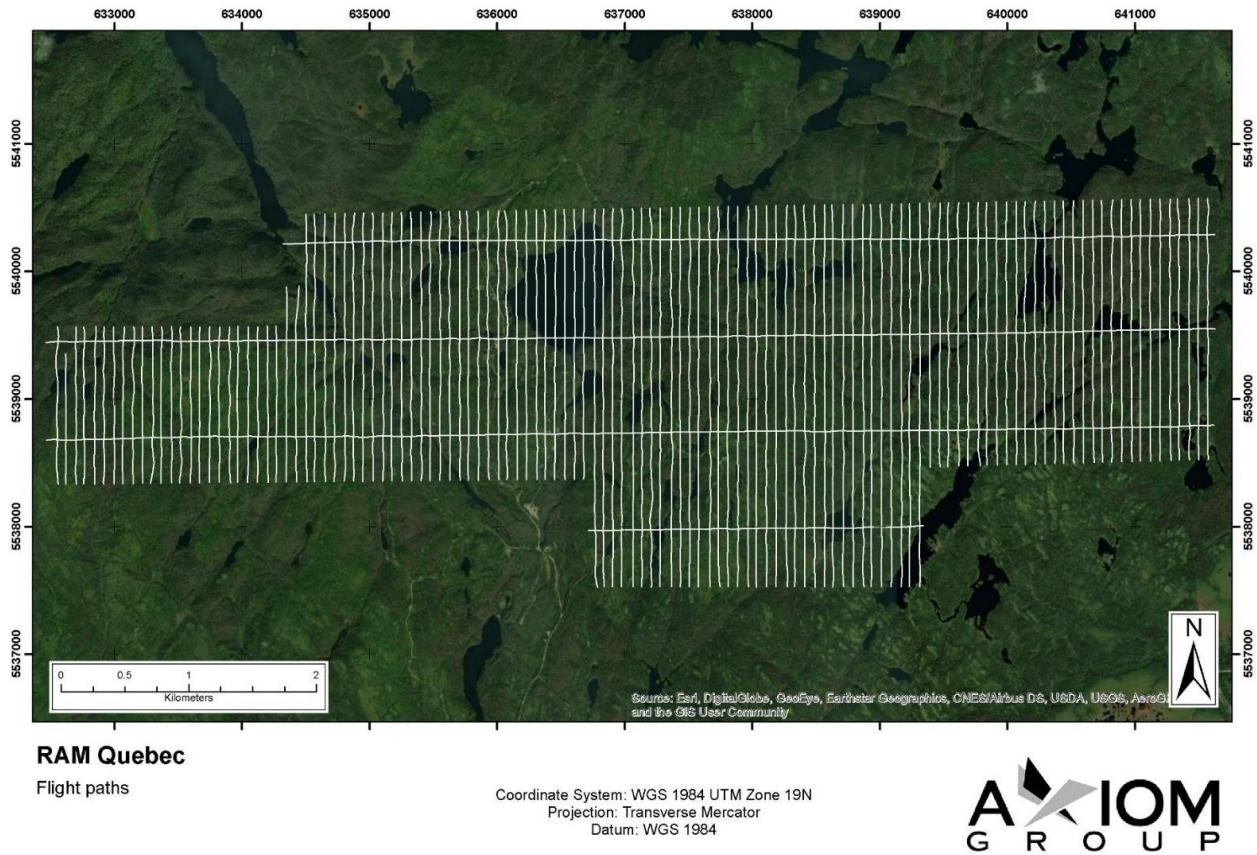 633000 634000 635000 636000 637000 638000 639000 640000 641000
5541000 5541000
5540000 5540000
5539000 5539000
5538000 5538000
5537000 5537000
N
0 0.5 1 2
Kilometers
Source: Esri, DigitalGlobe, GeoEye, Earthstar Geographics, CNES/Airbus DS, USDA, USGS,
and the GIS User Community
RAM Quebec
Flight paths
Coordinate System: WGS 1984 UTM Zone 19N
Projection: Transverse Mercator
Datum: WGS 1984
AXIOM
GROUP